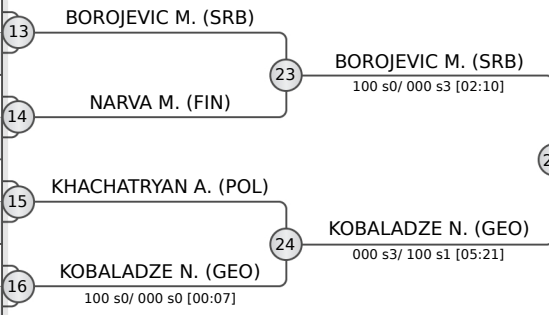 13
BOROJEVIC M. (SRB)
23
BOROJEVIC M. (SRB)
100 s0/ 000 s3 [02:10]
14
NARVA M. (FIN)
15
KHACHATRYAN A. (POL)
24
KOBALADZE N. (GEO)
000 s3/ 100 s1 [05:21]
16
KOBALADZE N. (GEO)
100 s0/ 000 s0 [00:07]